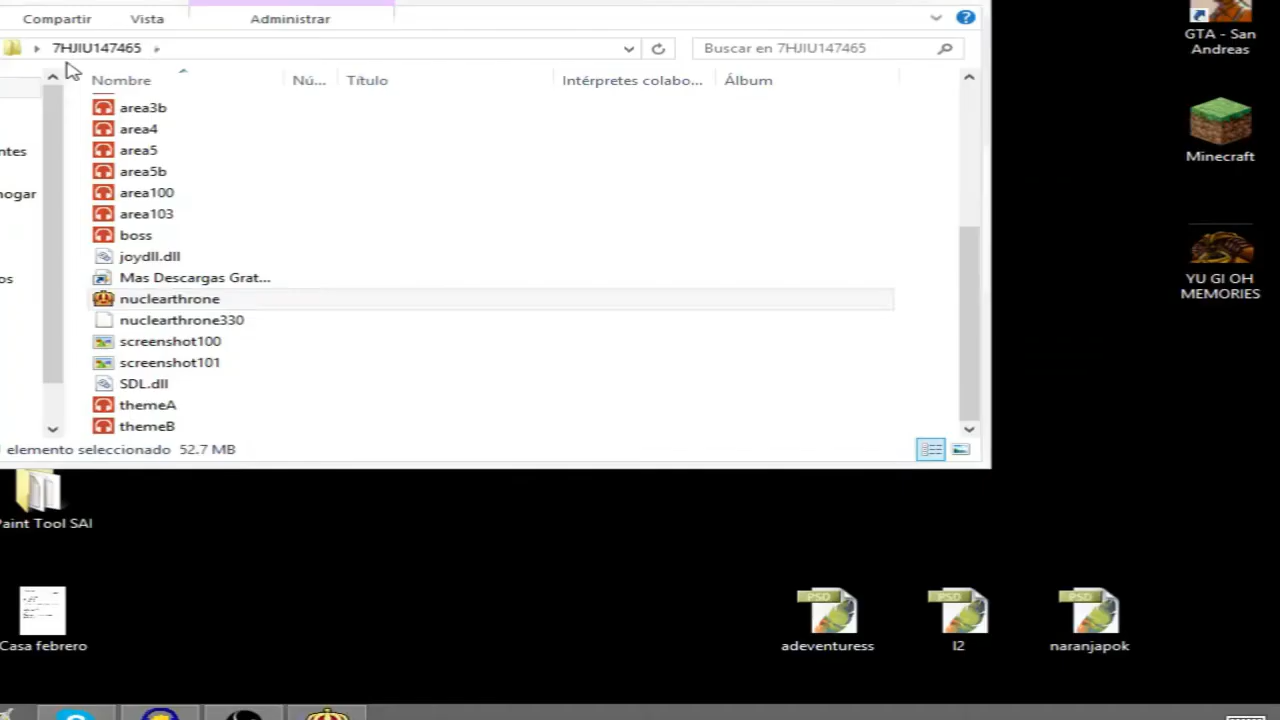 Compartir
Vista
Administrar
7HJIU147465
Buscar en 7HJIU147465
Nombre
Nú...
Título
Intérpretes colabo...
Álbum
area3b
area4
area5
area5b
area100
area103
boss
joydll.dll
Mas Descargas Grat...
nuclearthrone
nuclearthrone330
screenshot100
screenshot101
SDL.dll
themeA
themeB
ntes
hogar
os
elemento seleccionado 52.7 MB
GTA - San
Andreas
Minecraft
YU GI OH
MEMORIES
Paint Tool SAI
Casa febrero
PSD
adeventuress
PSD
l2
PSD
naranjapok